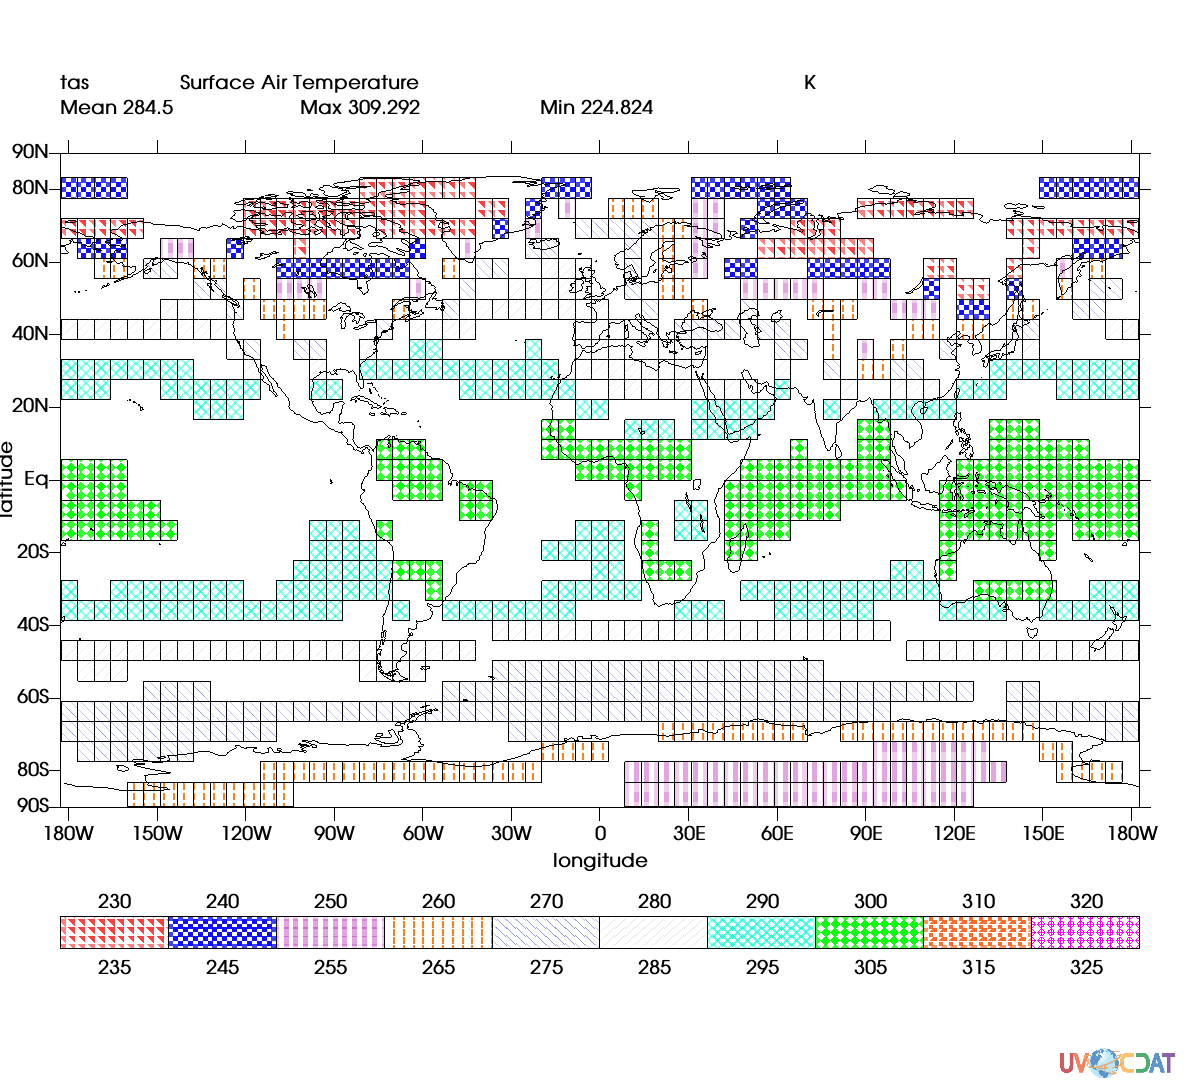 tas Surface Air Temperature K
Mean 284.5 Max 309.292 Min 224.824
90N
80N
60N
40N
20N
Eq
20S
40S
60S
80S
90S
latitude
180W 150W 120W 90W 60W 30W 0 30E 60E 90E 120E 150E 180W
longitude
230 240 250 260 270 280 290 300 310 320
235 245 255 265 275 285 295 305 315 325
UVCDAT